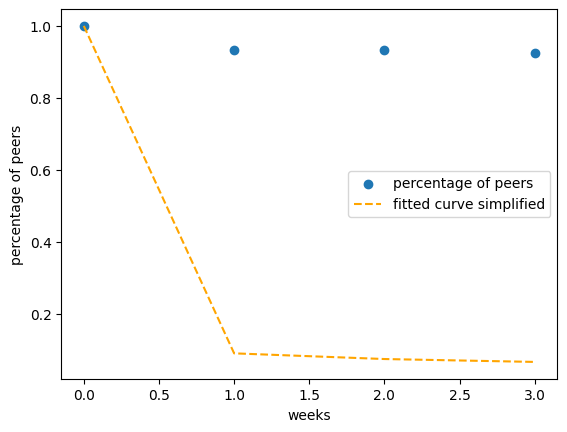 1.0
0.8
0.6
0.4
0.2
percentage of peers
percentage of peers
fitted curve simplified
0.0 0.5 1.0 1.5 2.0 2.5 3.0
weeks